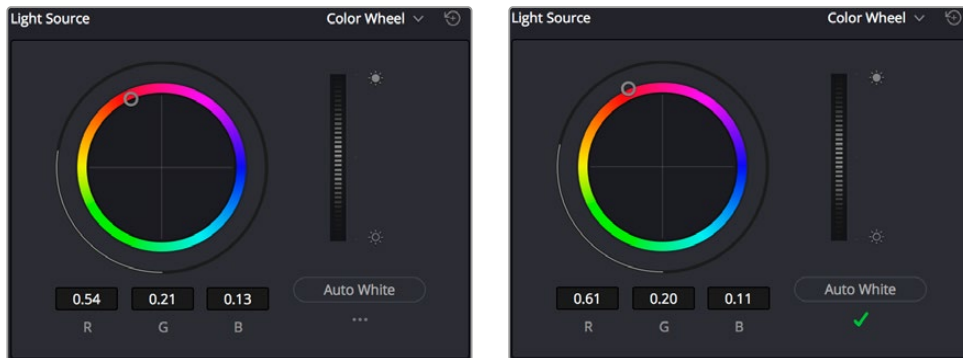 Light Source Color Wheel
0.54 0.21 0.13 Auto White
R G B
Light Source Color Wheel
0.61 0.20 0.11 Auto White
R G B